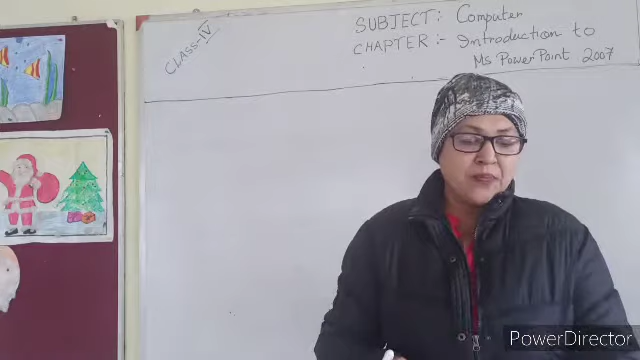 CLASS-IV
SUBJECT:- Computer
CHAPTER:- Introduction to
Ms PowerPoint 2007
PowerDirector